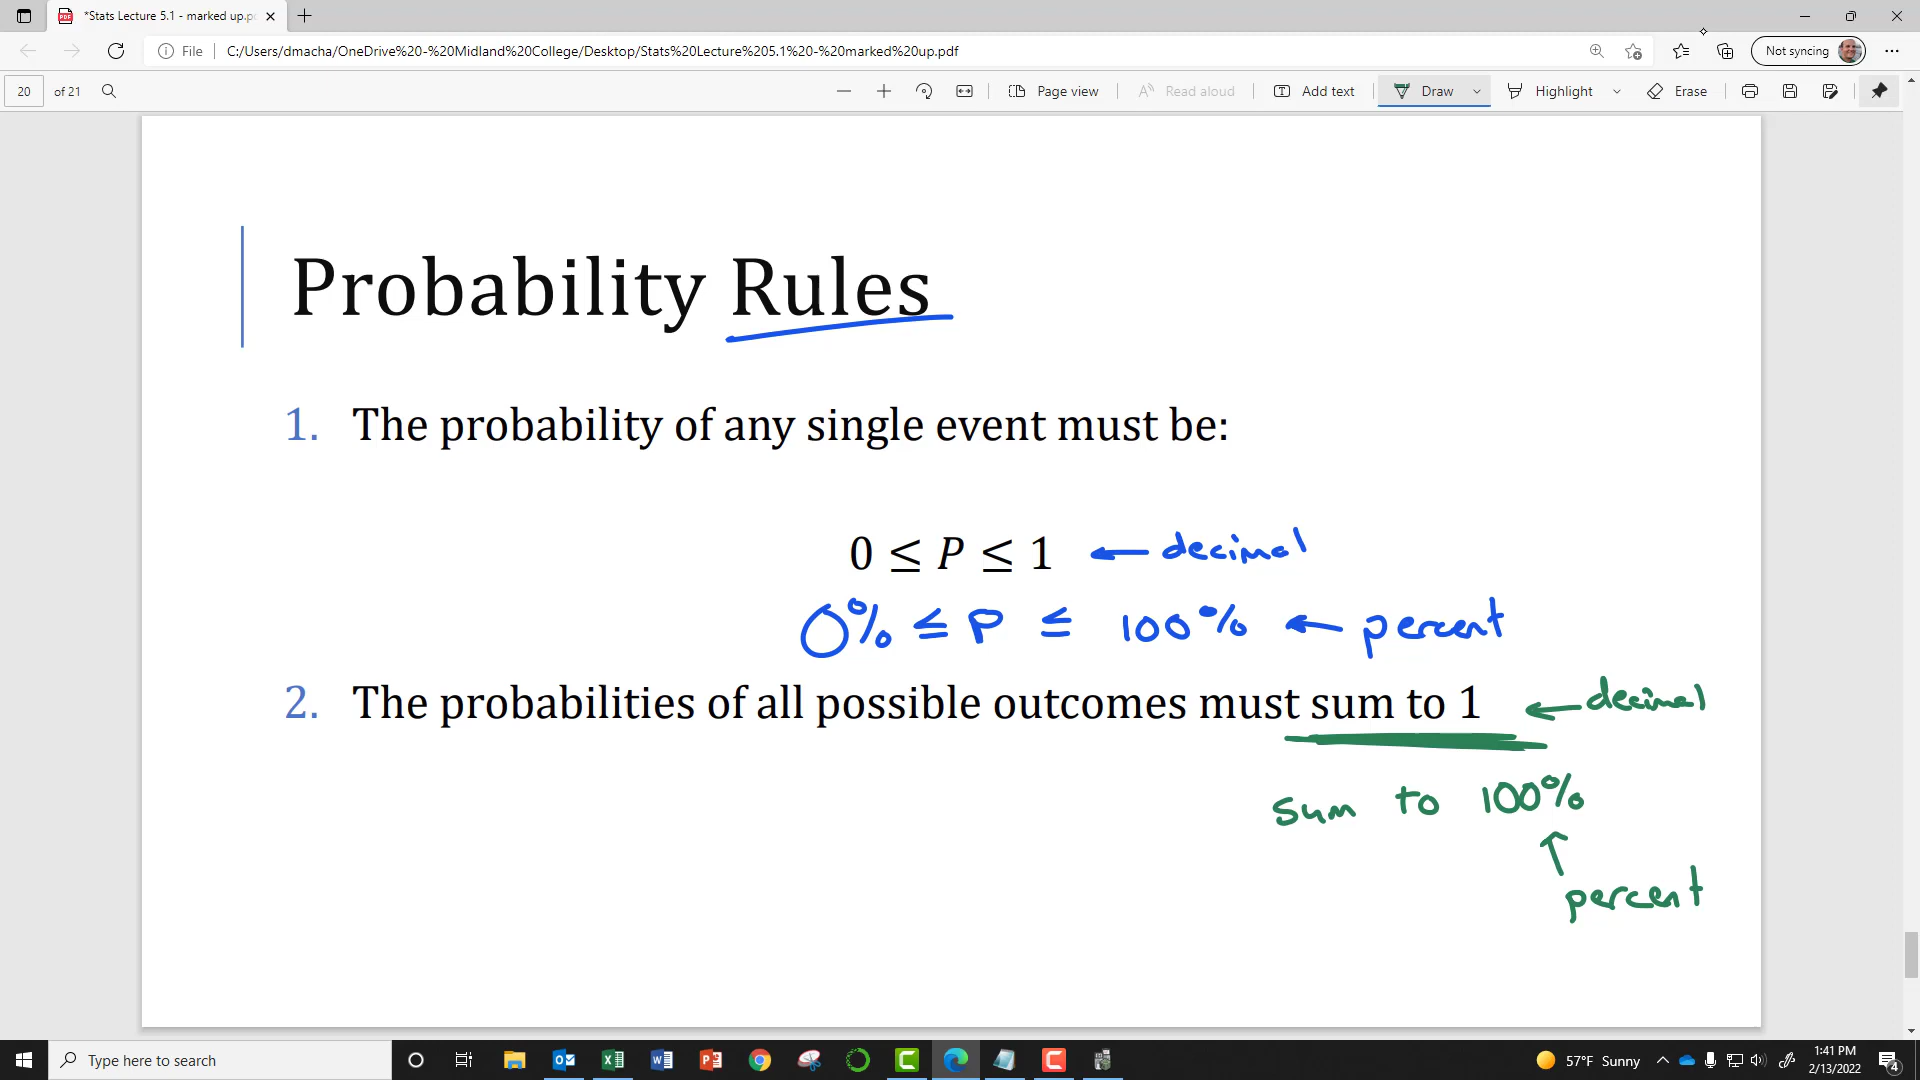 *Stats Lecture 5.1 - marked up.p
File
C:/Users/dmacha/OneDrive%20-%20Midland%20College/Desktop/Stats%20Lecture%205.1%20-%20marked%20up.pdf
Not syncing
20 of 21
Page view
Read aloud
Add text
Draw
Highlight
Erase
Probability Rules
1. The probability of any single event must be:
0 ≤ P ≤ 1 ← decimal
0% ≤ P ≤ 100% ← percent
2. The probabilities of all possible outcomes must sum to 1 ← decimal
sum to 100%
↑
percent
Type here to search
57°F Sunny
1:41 PM
2/13/2022
4